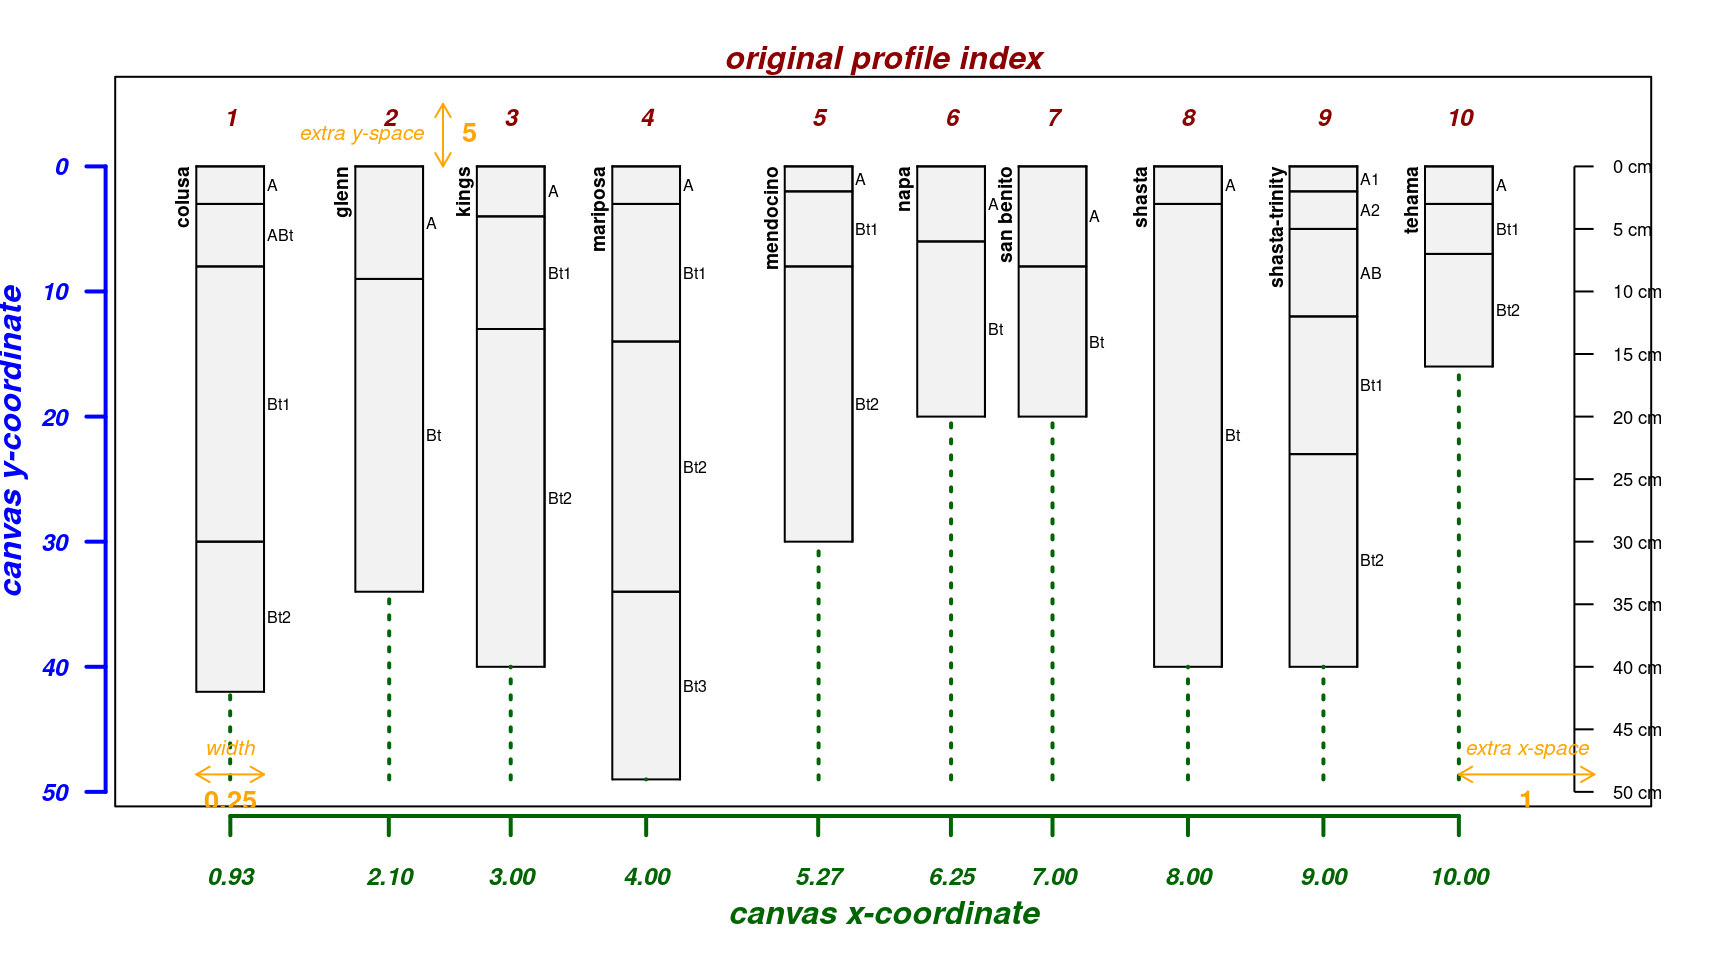 original profile index
1 2 3 4 5 6 7 8 9 10
extra y-space 5
canvas y-coordinate
0
10
20
30
40
50
colusa
A
ABt
Bt1
Bt2
glenn
A
Bt
kings
A
Bt1
Bt2
mariposa
A
Bt1
Bt2
Bt3
mendocino
A
Bt1
Bt2
napa
A
Bt
san benito
A
Bt
shasta
A
Bt
shasta-trinity
A1
A2
AB
Bt1
Bt2
tehama
A
Bt1
Bt2
0 cm
5 cm
10 cm
15 cm
20 cm
25 cm
30 cm
35 cm
40 cm
45 cm
50 cm
width
0.25
extra x-space
1
0.93 2.10 3.00 4.00 5.27 6.25 7.00 8.00 9.00 10.00
canvas x-coordinate